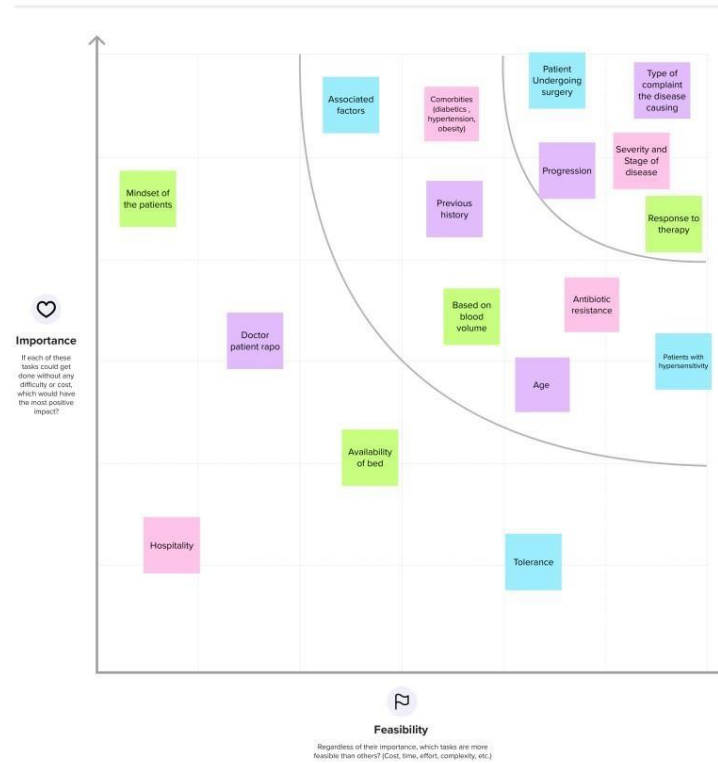 Patient
Undergoing
surgery
Type of
complaint
the disease
causing
Associated
factors
Comorbities
(diabetics ,
hypertension,
obesity)
Severity and
Stage of
disease
Progression
Mindset of
the patients
Previous
history
Response to
therapy
Based on
blood
volume
Antibiotic
resistance
Doctor
patient rapo
Patients with
hypersensitivity
Age
Importance
If each of these
tasks could get
done without any
difficulty or cost,
which would have
the most positive
impact?
Availability
of bed
Hospitality
Tolerance
Feasibility
Regardless of their importance, which tasks are more
feasible than others? (Cost, time, effort, complexity, etc.)